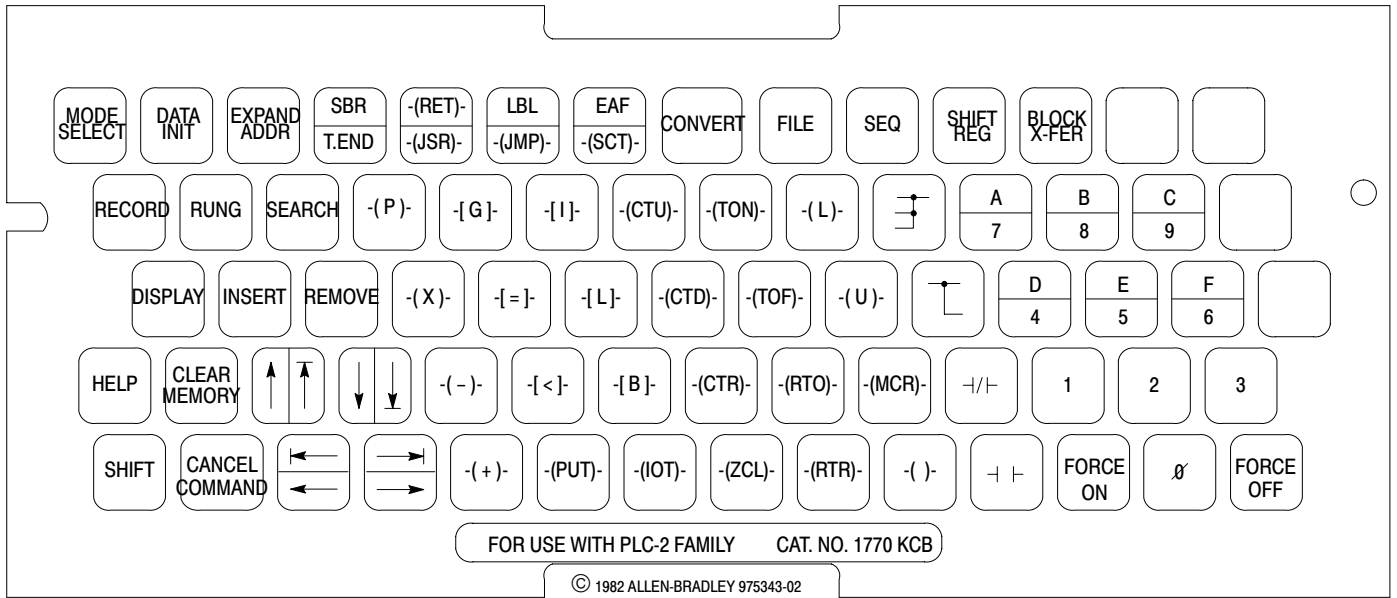 MODE SELECT DATA INIT EXPAND ADDR SBR T.END -(RET)- -(JSR)- LBL -(JMP)- EAF -(SCT)- CONVERT FILE SEQ SHIFT REG BLOCK X-FER
RECORD RUNG SEARCH -( P )- -[ G ]- -[ I ]- -(CTU)- -(TON)- -( L )- A 7 B 8 C 9
DISPLAY INSERT REMOVE -( X )- -[ = ]- -[ L ]- -(CTD)- -(TOF)- -( U )- D 4 E 5 F 6
HELP CLEAR MEMORY -( − )- -[ < ]- -[ B ]- -(CTR)- -(RTO)- -(MCR)- ⊣/⊢ 1 2 3
SHIFT CANCEL COMMAND -( + )- -(PUT)- -(IOT)- -(ZCL)- -(RTR)- -( )- ⊣ ⊢ FORCE ON Ø FORCE OFF
FOR USE WITH PLC-2 FAMILY CAT. NO. 1770 KCB
© 1982 ALLEN-BRADLEY 975343-02